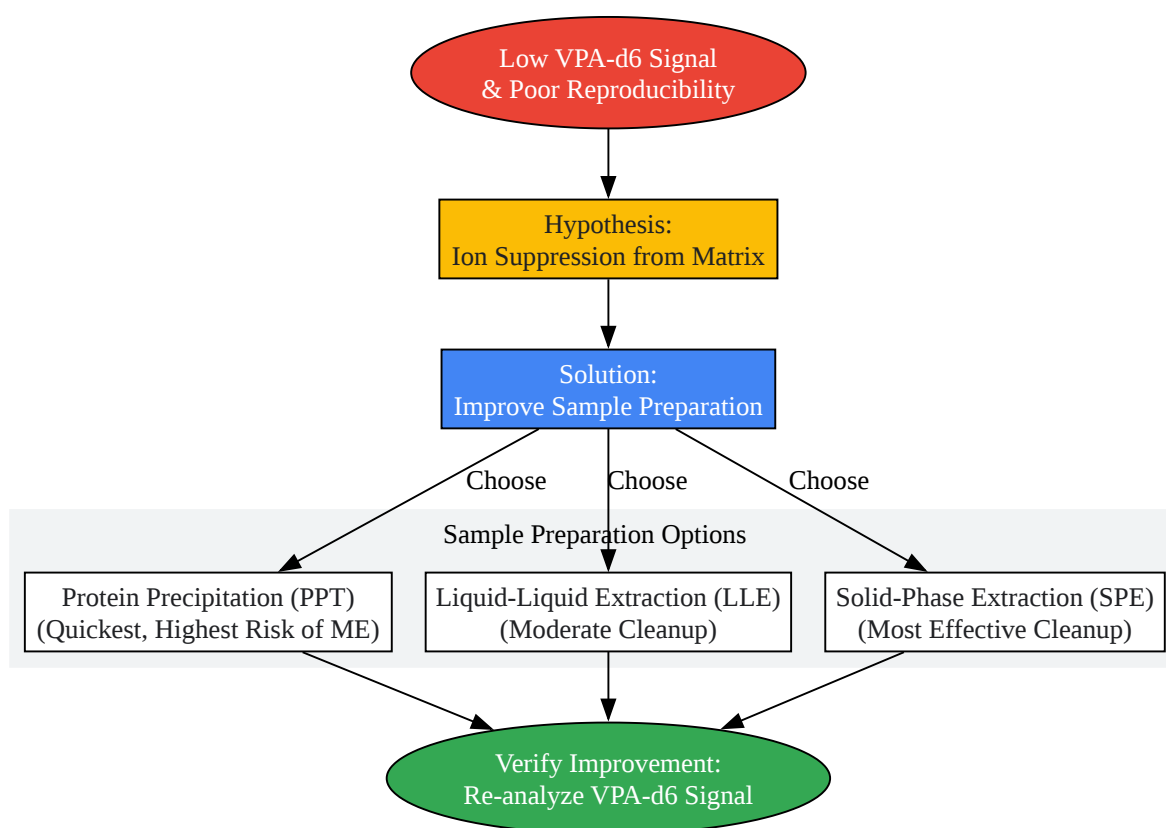 Low VPA-d6 Signal
& Poor Reproducibility
Hypothesis:
Ion Suppression from Matrix
Solution:
Improve Sample Preparation
Choose
Choose
Choose
Sample Preparation Options
Protein Precipitation (PPT)
(Quickest, Highest Risk of ME)
Liquid-Liquid Extraction (LLE)
(Moderate Cleanup)
Solid-Phase Extraction (SPE)
(Most Effective Cleanup)
Verify Improvement:
Re-analyze VPA-d6 Signal